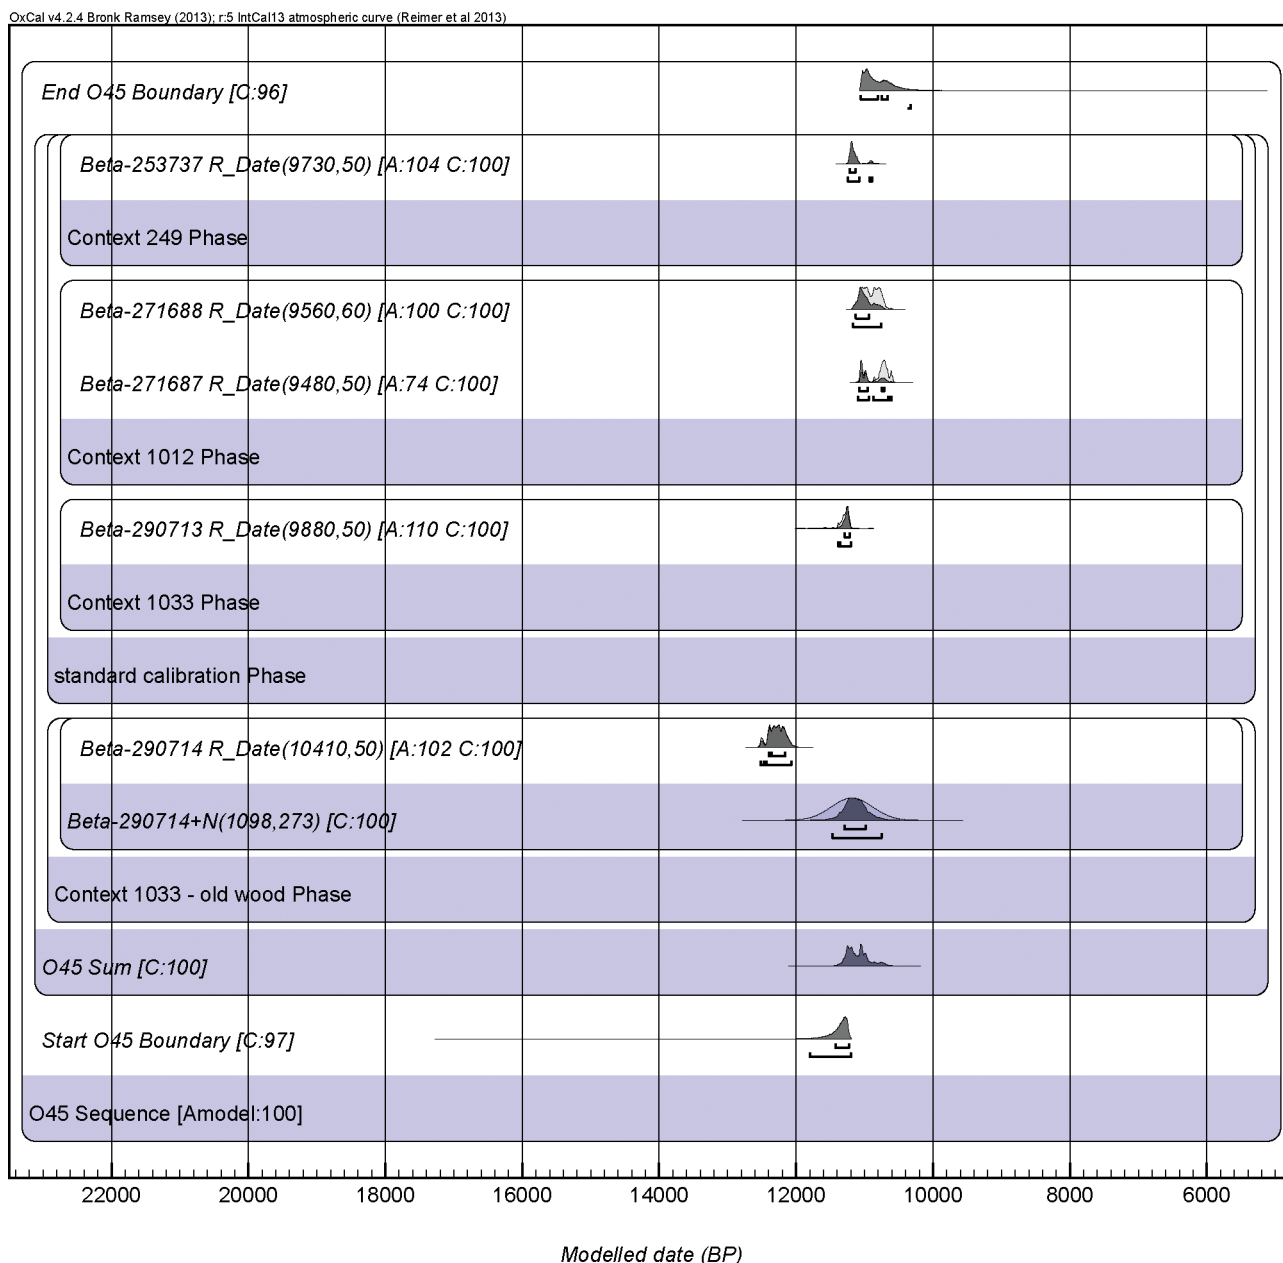 OxCal v4.2.4 Bronk Ramsey (2013); r:5 IntCal13 atmospheric curve (Reimer et al 2013)
End O45 Boundary [C:96]
Beta-253737 R_Date(9730,50) [A:104 C:100]
Context 249 Phase
Beta-271688 R_Date(9560,60) [A:100 C:100]
Beta-271687 R_Date(9480,50) [A:74 C:100]
Context 1012 Phase
Beta-290713 R_Date(9880,50) [A:110 C:100]
Context 1033 Phase
standard calibration Phase
Beta-290714 R_Date(10410,50) [A:102 C:100]
Beta-290714+N(1098,273) [C:100]
Context 1033 - old wood Phase
O45 Sum [C:100]
Start O45 Boundary [C:97]
O45 Sequence [Amodel:100]
22000 20000 18000 16000 14000 12000 10000 8000 6000
Modelled date (BP)